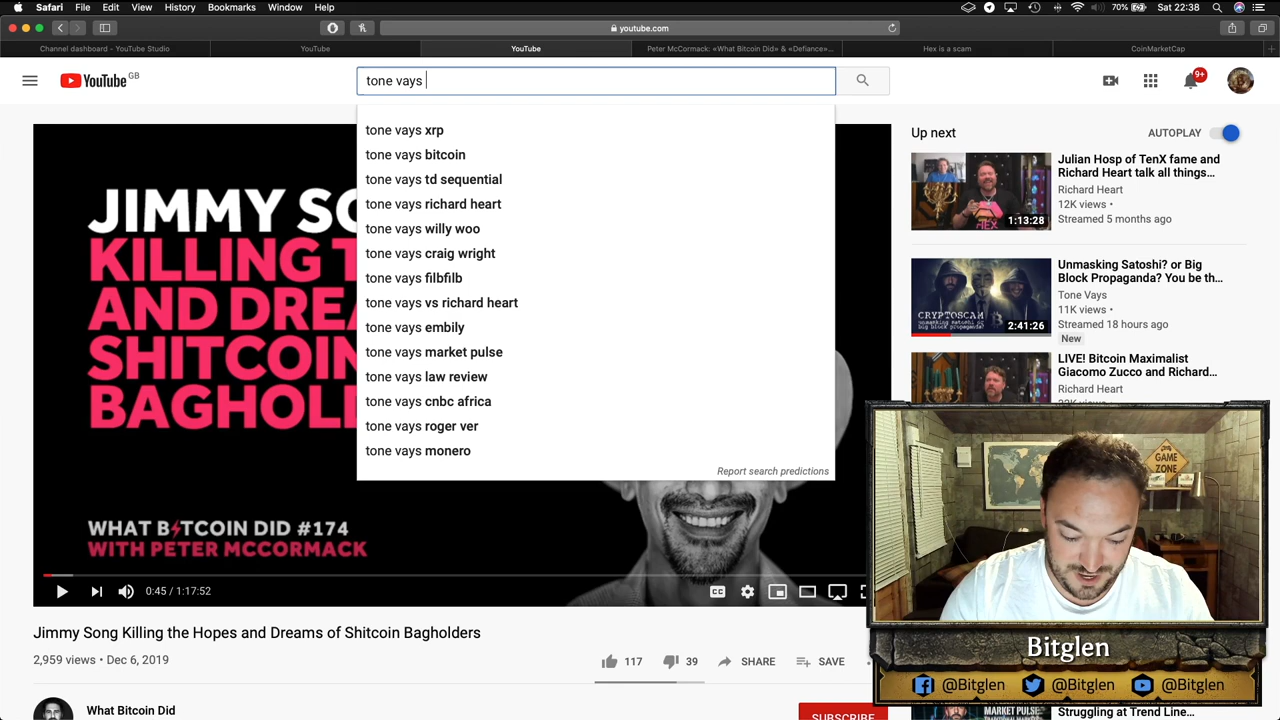 Safari File Edit View History Bookmarks Window Help
70% Sat 22:38
youtube.com
Channel dashboard - YouTube Studio
YouTube
YouTube
Peter McCormack: «What Bitcoin Did» & «Defiance»...
Hex is a scam
CoinMarketCap
YouTube GB
tone vays
9+
tone vays xrp
tone vays bitcoin
tone vays td sequential
tone vays richard heart
tone vays willy woo
tone vays craig wright
tone vays filbfilb
tone vays vs richard heart
tone vays embily
tone vays market pulse
tone vays law review
tone vays cnbc africa
tone vays roger ver
tone vays monero
Report search predictions
JIMMY SO
KILLING T
AND DREA
SHITCOIN
BAGHOL
WHAT B TCOIN DID #174
WITH PETER MCCORMACK
0:45 / 1:17:52
CC
Jimmy Song Killing the Hopes and Dreams of Shitcoin Bagholders
2,959 views • Dec 6, 2019
117
39
SHARE
SAVE
What Bitcoin Did
SUBSCRIBE
Up next
AUTOPLAY
1:13:28
Julian Hosp of TenX fame and
Richard Heart talk all things...
Richard Heart
12K views •
Streamed 5 months ago
CRYPTOSCAM
2:41:26
Unmasking Satoshi? or Big
Block Propaganda? You be th...
Tone Vays
11K views •
Streamed 18 hours ago
New
LIVE! Bitcoin Maximalist
Giacomo Zucco and Richard...
Richard Heart
GAME
ZONE
Bitglen
@Bitglen
@Bitglen
@Bitglen
MARKET PULSE
Struggling at Trend Line...